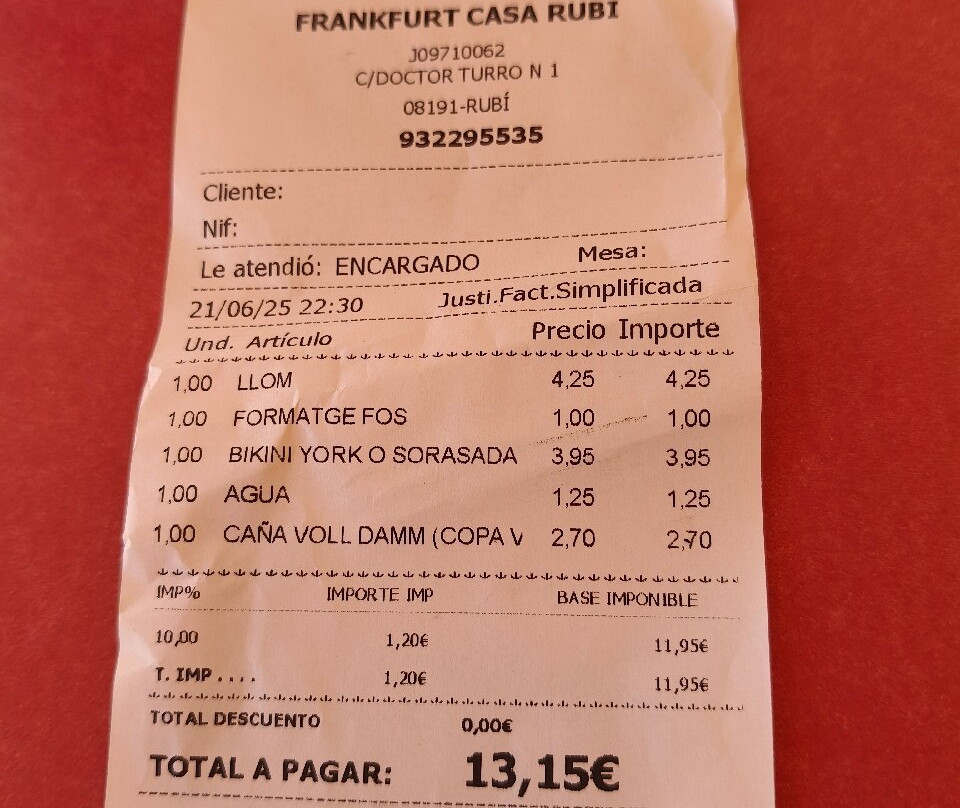 FRANKFURT CASA RUBI
J09710062
C/DOCTOR TURRO N 1
08191-RUBÍ
932295535
Cliente:
Nif:
Le atendió: ENCARGADO Mesa:
21/06/25 22:30 Justi.Fact.Simplificada
Und. Artículo Precio Importe
1,00 LLOM 4,25 4,25
1,00 FORMATGE FOS 1,00 1,00
1,00 BIKINI YORK O SORASADA 3,95 3,95
1,00 AGUA 1,25 1,25
1,00 CAÑA VOLL DAMM (COPA V 2,70 2,70
IMP% IMPORTE IMP BASE IMPONIBLE
10,00 1,20€ 11,95€
T. IMP .... 1,20€ 11,95€
TOTAL DESCUENTO 0,00€
TOTAL A PAGAR: 13,15€